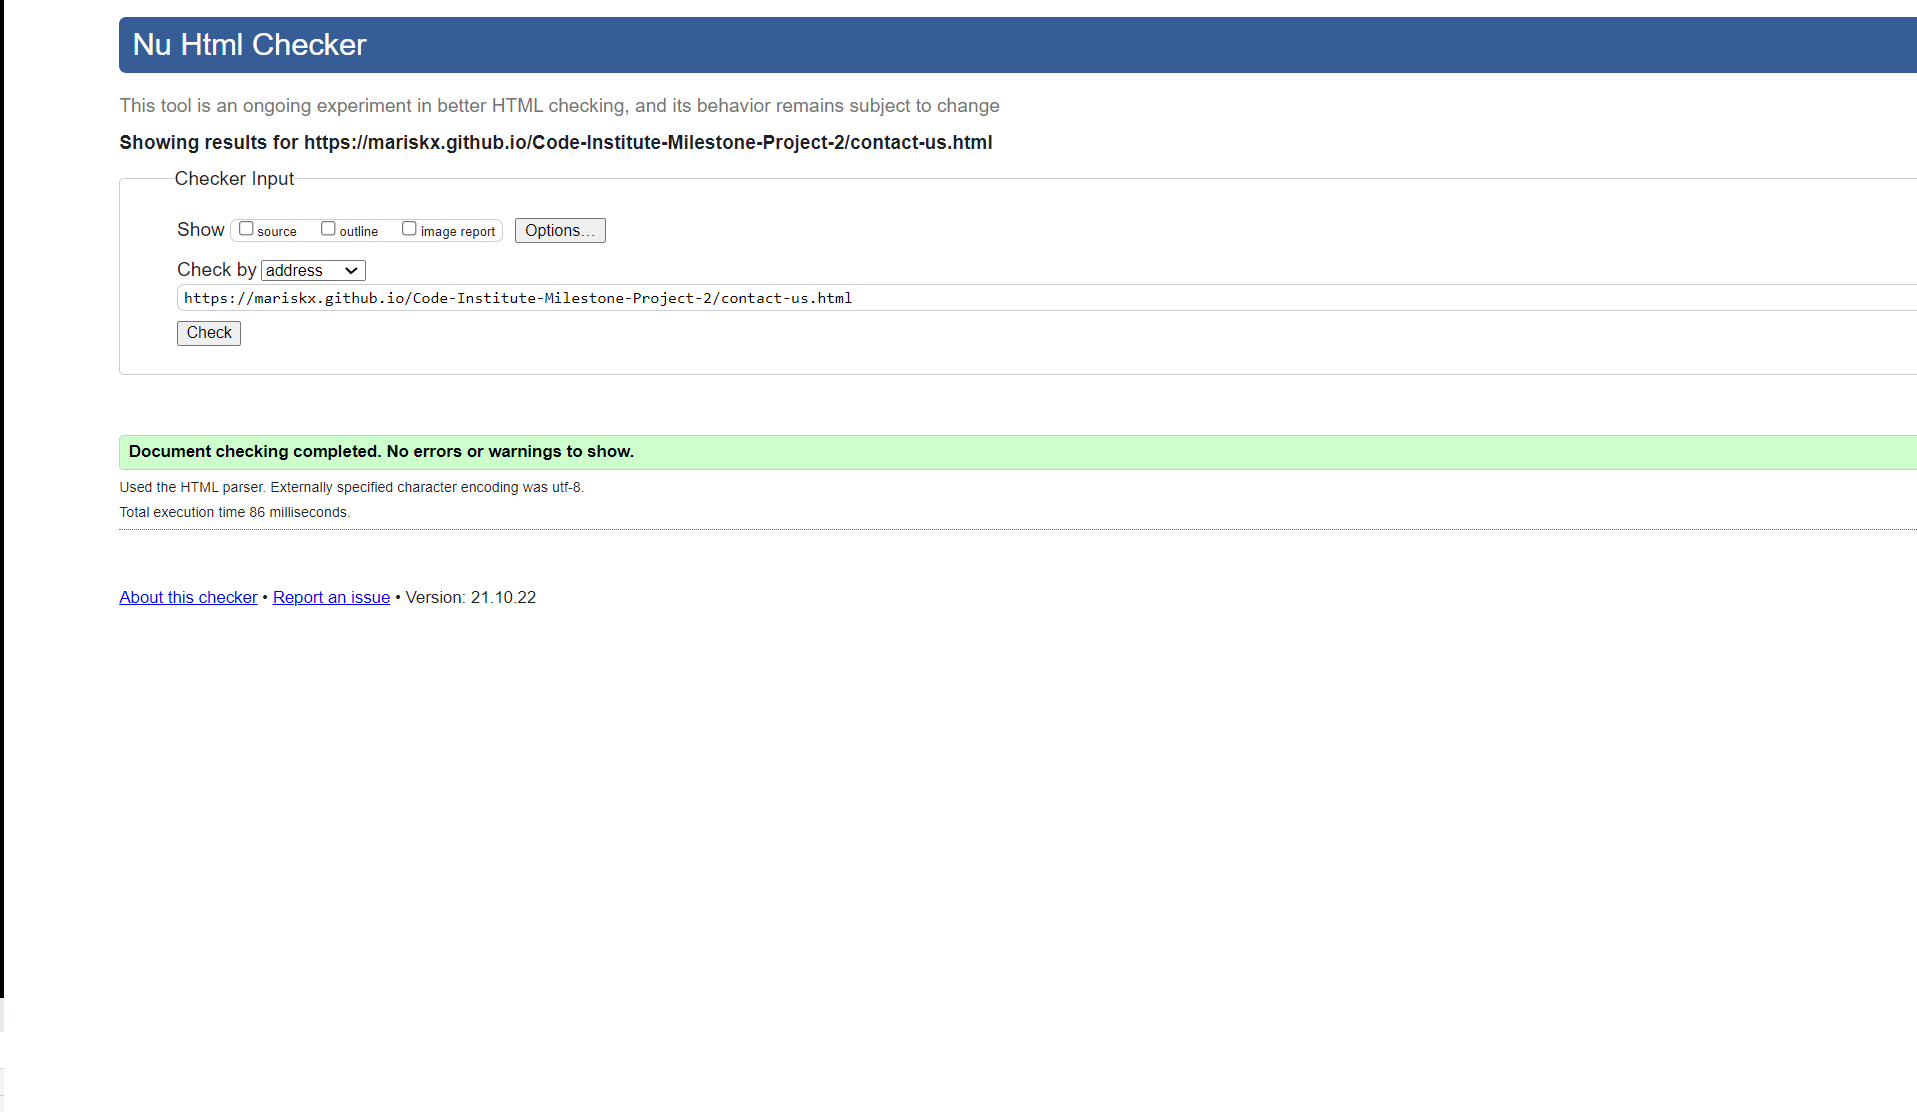 Nu Html Checker
This tool is an ongoing experiment in better HTML checking, and its behavior remains subject to change
Showing results for https://mariskx.github.io/Code-Institute-Milestone-Project-2/contact-us.html
Checker Input
Show source outline image report Options...
Check by address
https://mariskx.github.io/Code-Institute-Milestone-Project-2/contact-us.html
Check
Document checking completed. No errors or warnings to show.
Used the HTML parser. Externally specified character encoding was utf-8.
Total execution time 86 milliseconds.
About this checker • Report an issue • Version: 21.10.22